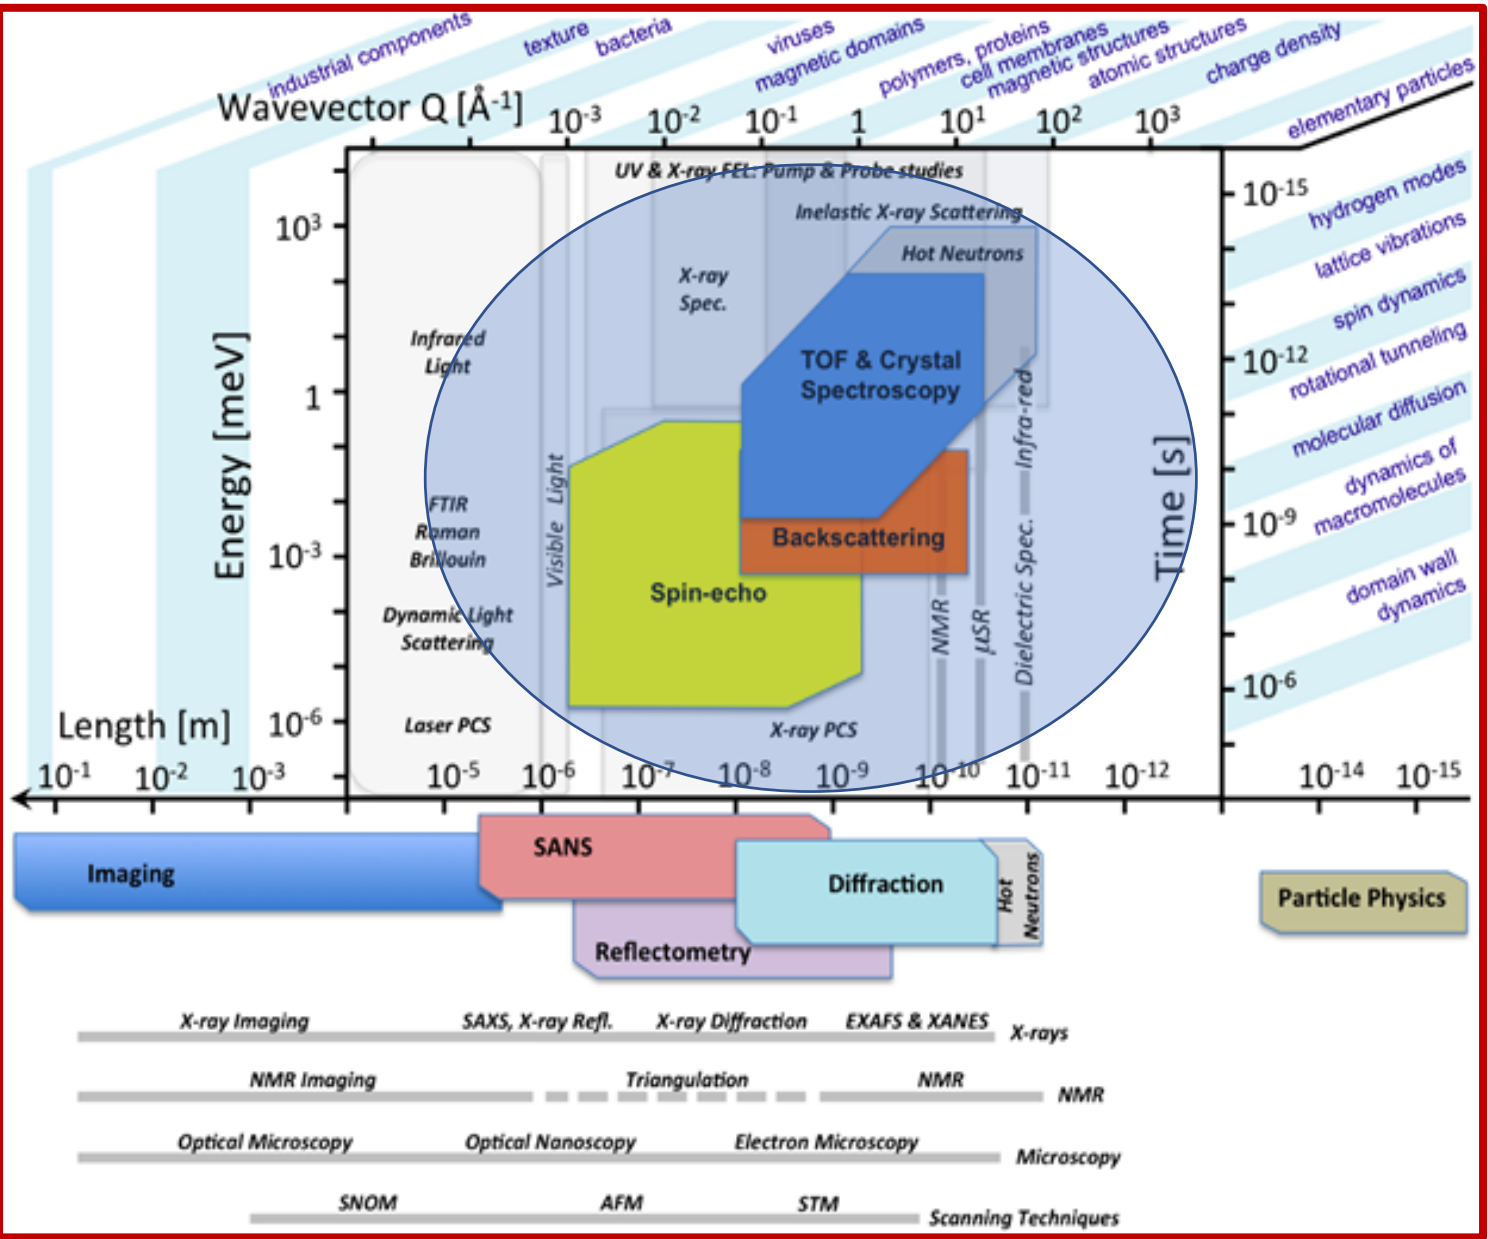 industrial components
texture
bacteria
viruses
magnetic domains
polymers, proteins
cell membranes
magnetic structures
atomic structures
charge density
elementary particles
Wavevector Q [Å-1]
10-3
10-2
10-1
1
101
102
103
UV & X-ray FEL: Pump & Probe studies
Inelastic X-ray Scattering
Hot Neutrons
X-ray
Spec.
Infrared
Light
TOF & Crystal
Spectroscopy
FTIR
Raman
Brillouin
Visible Light
Backscattering
Spin-echo
Dynamic Light
Scattering
Laser PCS
X-ray PCS
NMR
µSR
Dielectric Spec.
Infra-red
Energy [meV]
103
1
10-3
10-6
Time [s]
10-15
10-12
10-9
10-6
hydrogen modes
lattice vibrations
spin dynamics
rotational tunneling
molecular diffusion
dynamics of
macromolecules
domain wall
dynamics
Length [m]
10-1
10-2
10-3
10-5
10-6
10-7
10-8
10-9
10-10
10-11
10-12
10-14
10-15
Imaging
SANS
Diffraction
Hot
Neutrons
Reflectometry
Particle Physics
X-ray Imaging
SAXS, X-ray Refl.
X-ray Diffraction
EXAFS & XANES
X-rays
NMR Imaging
Triangulation
NMR
NMR
Optical Microscopy
Optical Nanoscopy
Electron Microscopy
Microscopy
SNOM
AFM
STM
Scanning Techniques